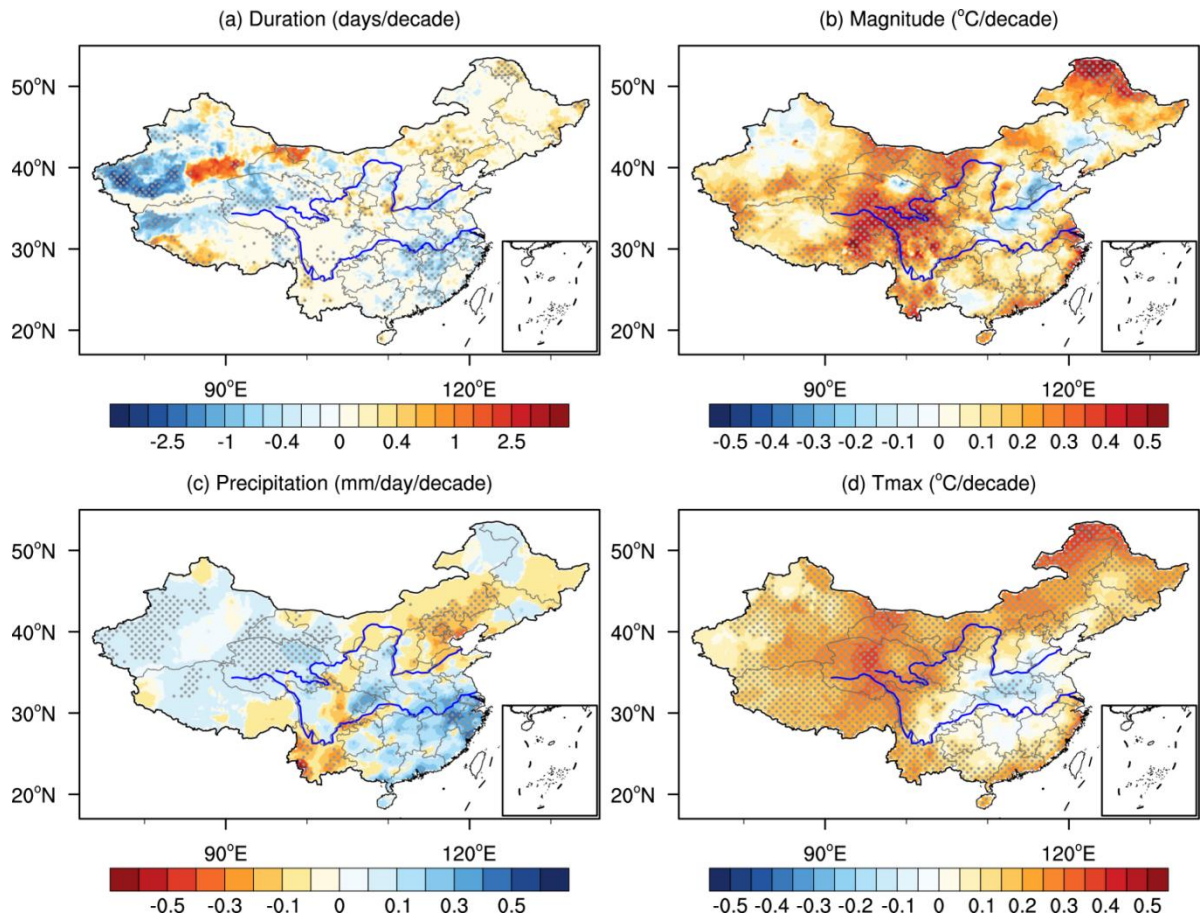 (a) Duration (days/decade)
(b) Magnitude (°C/decade)
50°N
40°N
30°N
20°N
50°N
40°N
30°N
20°N
90°E 120°E
90°E 120°E
-2.5 -1 -0.4 0 0.4 1 2.5
-0.5 -0.4 -0.3 -0.2 -0.1 0 0.1 0.2 0.3 0.4 0.5
(c) Precipitation (mm/day/decade)
(d) Tmax (°C/decade)
50°N
40°N
30°N
20°N
50°N
40°N
30°N
20°N
90°E 120°E
90°E 120°E
-0.5 -0.3 -0.1 0 0.1 0.3 0.5
-0.5 -0.4 -0.3 -0.2 -0.1 0 0.1 0.2 0.3 0.4 0.5